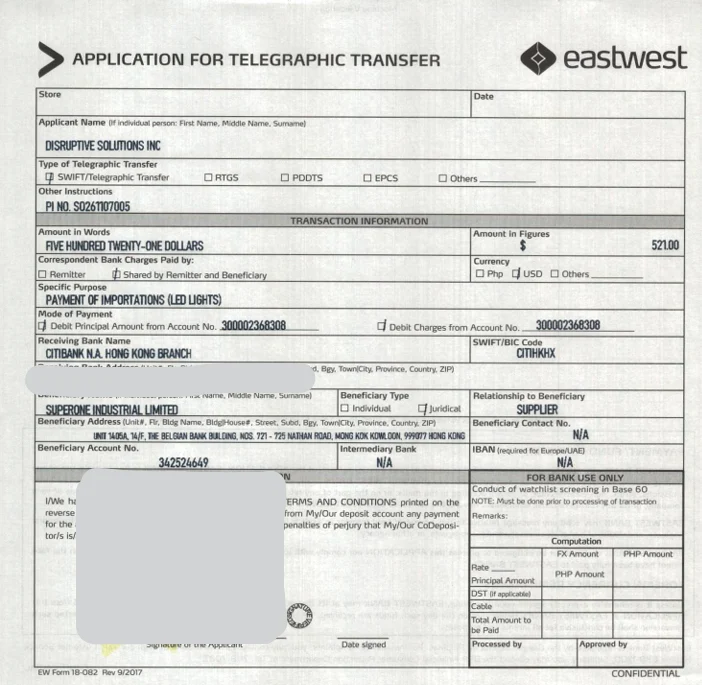 APPLICATION FOR TELEGRAPHIC TRANSFER
eastwest
Store
Date
Applicant Name (If individual person: First Name, Middle Name, Surname)
DISRUPTIVE SOLUTIONS INC
Type of Telegraphic Transfer
SWIFT/Telegraphic Transfer RTGS PDDTS EPCS Others
Other Instructions
PI NO. SO261107005
TRANSACTION INFORMATION
Amount in Words
Amount in Figures
FIVE HUNDRED TWENTY-ONE DOLLARS
$ 521.00
Correspondent Bank Charges Paid by:
Currency
Remitter Shared by Remitter and Beneficiary
Php USD Others
Specific Purpose
PAYMENT OF IMPORTATIONS (LED LIGHTS)
Mode of Payment
Debit Principal Amount from Account No. 300002368308
Debit Charges from Account No. 300002368308
Receiving Bank Name
SWIFT/BIC Code
CITIBANK N.A. HONG KONG BRANCH
CITIHKHX
Bgy, Town/City, Province, Country, ZIP)
Name, Middle Name, Surname)
Beneficiary Type
Relationship to Beneficiary
SUPERONE INDUSTRIAL LIMITED
Individual Juridical
SUPPLIER
Beneficiary Address (Unit#, Flr, Bldg Name, Bldg/House#, Street, Subd, Bgy, Town/City, Province, Country, ZIP)
Beneficiary Contact No.
UNIT 1405A, 14/F, THE BELGIAN BANK BUILDING, NOS. 721 - 725 NATHAN ROAD, MONG KOK KOWLOON, 999077 HONG KONG
N/A
Beneficiary Account No.
Intermediary Bank
IBAN (required for Europe/UAE)
342524649
N/A
N/A
FOR BANK USE ONLY
Conduct of watchlist screening in Base 60
NOTE: Must be done prior to processing of transaction
Remarks:
I/We ha TERMS AND CONDITIONS printed on the
reverse from My/Our deposit account any payment
for the penalties of perjury that My/Our CoDeposi-
tor/s is/
Computation
FX Amount PHP Amount
Rate
PHP Amount
Principal Amount
DST (if applicable)
Cable
Total Amount to
be Paid
SIGNATURE
Signature of the Applicant
Date signed
Processed by
Approved by
EW Form 18-082 Rev 9/2017
CONFIDENTIAL